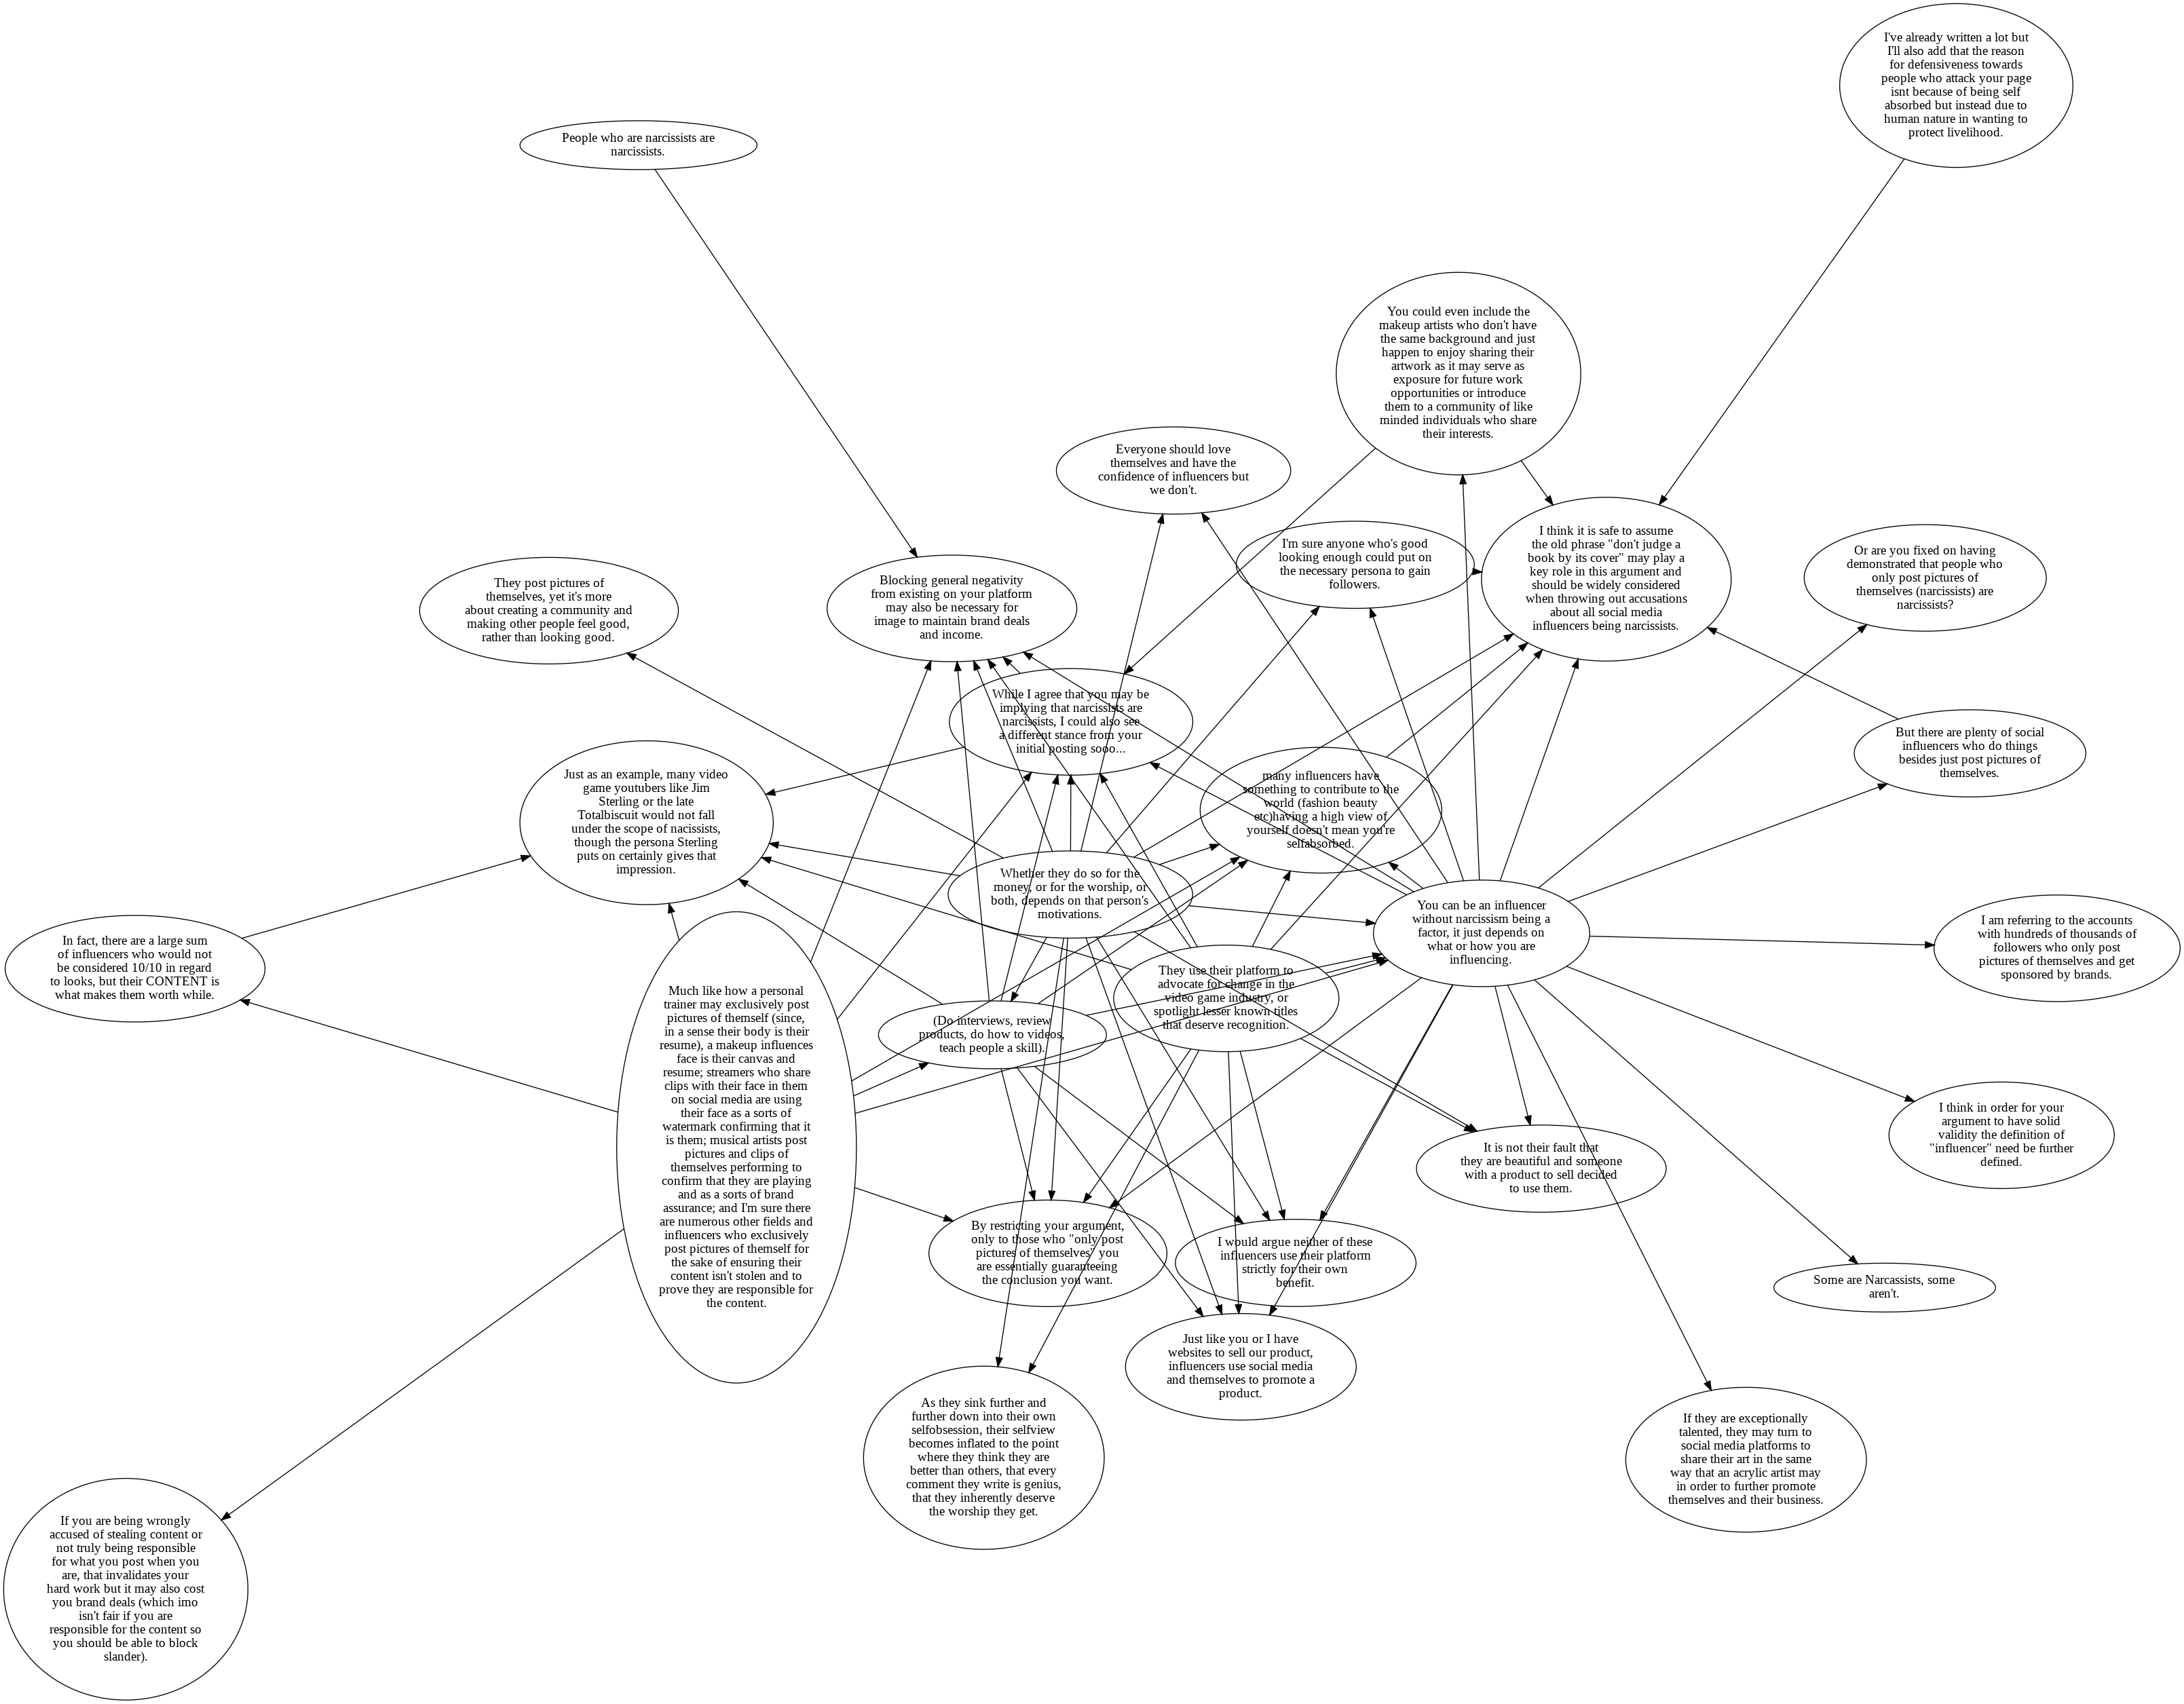 I've already written a lot but
I'll also add that the reason
for defensiveness towards
people who attack your page
isnt because of being self
absorbed but instead due to
human nature in wanting to
protect livelihood.
People who are narcissists are
narcissists.
You could even include the
makeup artists who don't have
the same background and just
happen to enjoy sharing their
artwork as it may serve as
exposure for future work
opportunities or introduce
them to a community of like
minded individuals who share
their interests.
Everyone should love
themselves and have the
confidence of influencers but
we don't.
I'm sure anyone who's good
looking enough could put on
the necessary persona to gain
followers.
I think it is safe to assume
the old phrase "don't judge a
book by its cover" may play a
key role in this argument and
should be widely considered
when throwing out accusations
about all social media
influencers being narcissists.
Or are you fixed on having
demonstrated that people who
only post pictures of
themselves (narcissists) are
narcissists?
They post pictures of
themselves, yet it's more
about creating a community and
making other people feel good,
rather than looking good.
Blocking general negativity
from existing on your platform
may also be necessary for
image to maintain brand deals
and income.
While I agree that you may be
implying that narcissists are
narcissists, I could also see
a different stance from your
initial posting sooo...
But there are plenty of social
influencers who do things
besides just post pictures of
themselves.
Just as an example, many video
game youtubers like Jim
Sterling or the late
Totalbiscuit would not fall
under the scope of nacissists,
though the persona Sterling
puts on certainly gives that
impression.
many influencers have
something to contribute to the
world (fashion beauty
etc)having a high view of
yourself doesn't mean you're
selfabsorbed.
Whether they do so for the
money, or for the worship, or
both, depends on that person's
motivations.
You can be an influencer
without narcissism being a
factor, it just depends on
what or how you are
influencing.
I am referring to the accounts
with hundreds of thousands of
followers who only post
pictures of themselves and get
sponsored by brands.
In fact, there are a large sum
of influencers who would not
be considered 10/10 in regard
to looks, but their CONTENT is
what makes them worth while.
They use their platform to
advocate for change in the
video game industry, or
spotlight lesser known titles
that deserve recognition.
(Do interviews, review
products, do how to videos,
teach people a skill).
Much like how a personal
trainer may exclusively post
pictures of themself (since,
in a sense their body is their
resume), a makeup influences
face is their canvas and
resume; streamers who share
clips with their face in them
on social media are using
their face as a sorts of
watermark confirming that it
is them; musical artists post
pictures and clips of
themselves performing to
confirm that they are playing
and as a sorts of brand
assurance; and I'm sure there
are numerous other fields and
influencers who exclusively
post pictures of themself for
the sake of ensuring their
content isn't stolen and to
prove they are responsible for
the content.
I think in order for your
argument to have solid
validity the definition of
"influencer" need be further
defined.
It is not their fault that
they are beautiful and someone
with a product to sell decided
to use them.
By restricting your argument,
only to those who "only post
pictures of themselves" you
are essentially guaranteeing
the conclusion you want.
I would argue neither of these
influencers use their platform
strictly for their own
benefit.
Some are Narcassists, some
aren't.
Just like you or I have
websites to sell our product,
influencers use social media
and themselves to promote a
product.
As they sink further and
further down into their own
selfobsession, their selfview
becomes inflated to the point
where they think they are
better than others, that every
comment they write is genius,
that they inherently deserve
the worship they get.
If they are exceptionally
talented, they may turn to
social media platforms to
share their art in the same
way that an acrylic artist may
in order to further promote
themselves and their business.
If you are being wrongly
accused of stealing content or
not truly being responsible
for what you post when you
are, that invalidates your
hard work but it may also cost
you brand deals (which imo
isn't fair if you are
responsible for the content so
you should be able to block
slander).